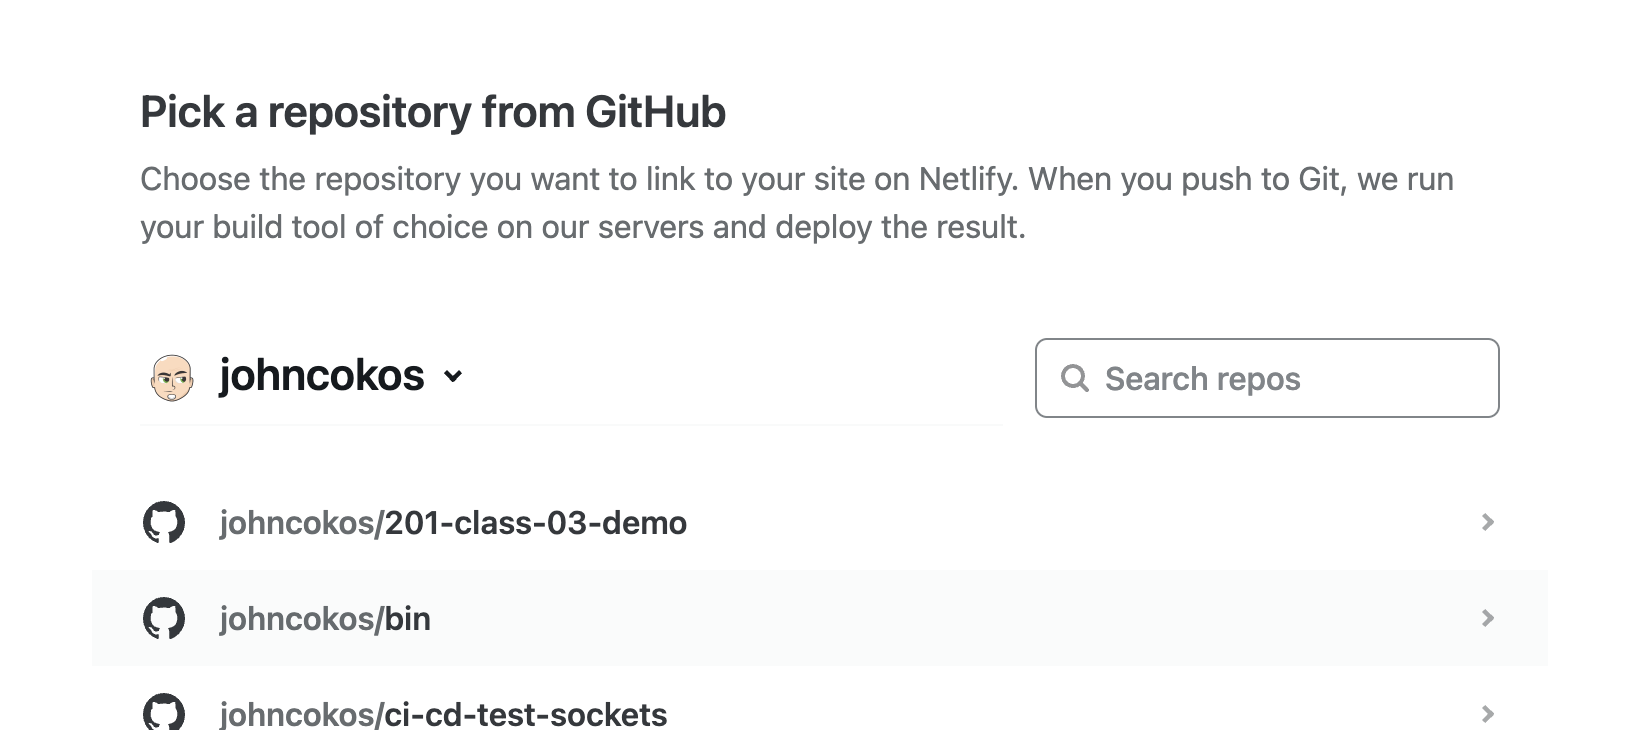 Pick a repository from GitHub
Choose the repository you want to link to your site on Netlify. When you push to Git, we run
your build tool of choice on our servers and deploy the result.
johncokos
Search repos
johncokos/201-class-03-demo
johncokos/bin
johncokos/ci-cd-test-sockets